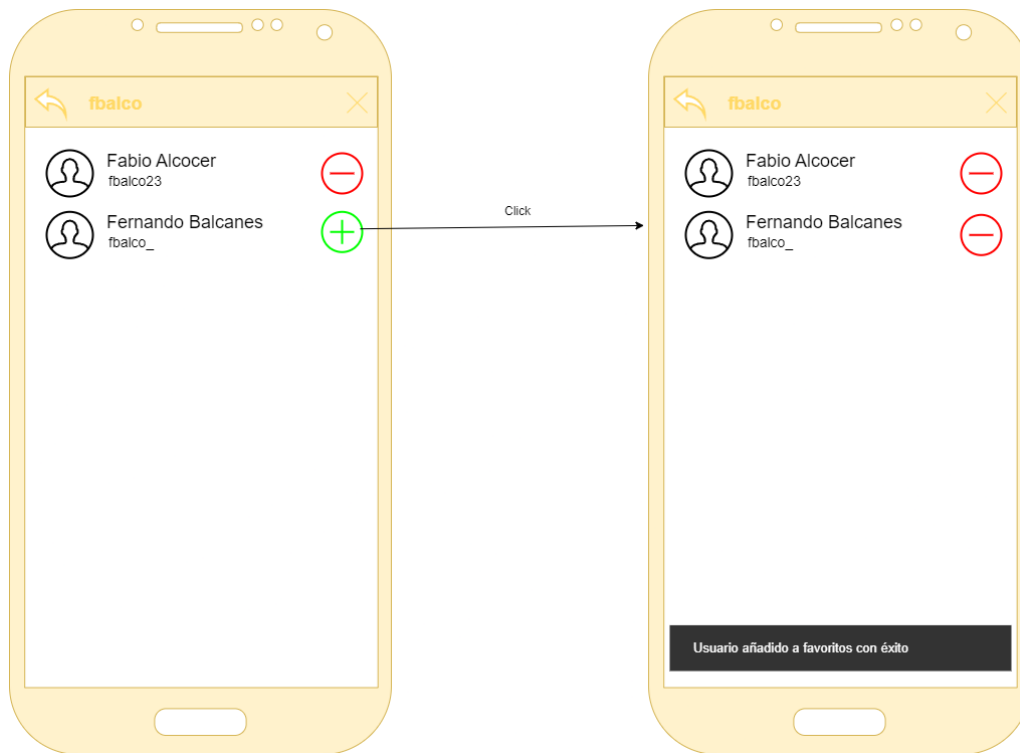 fbalco
Fabio Alcocer
fbalco23
Fernando Balcanes
fbalco_
Click
fbalco
Fabio Alcocer
fbalco23
Fernando Balcanes
fbalco_
Usuario añadido a favoritos con éxito